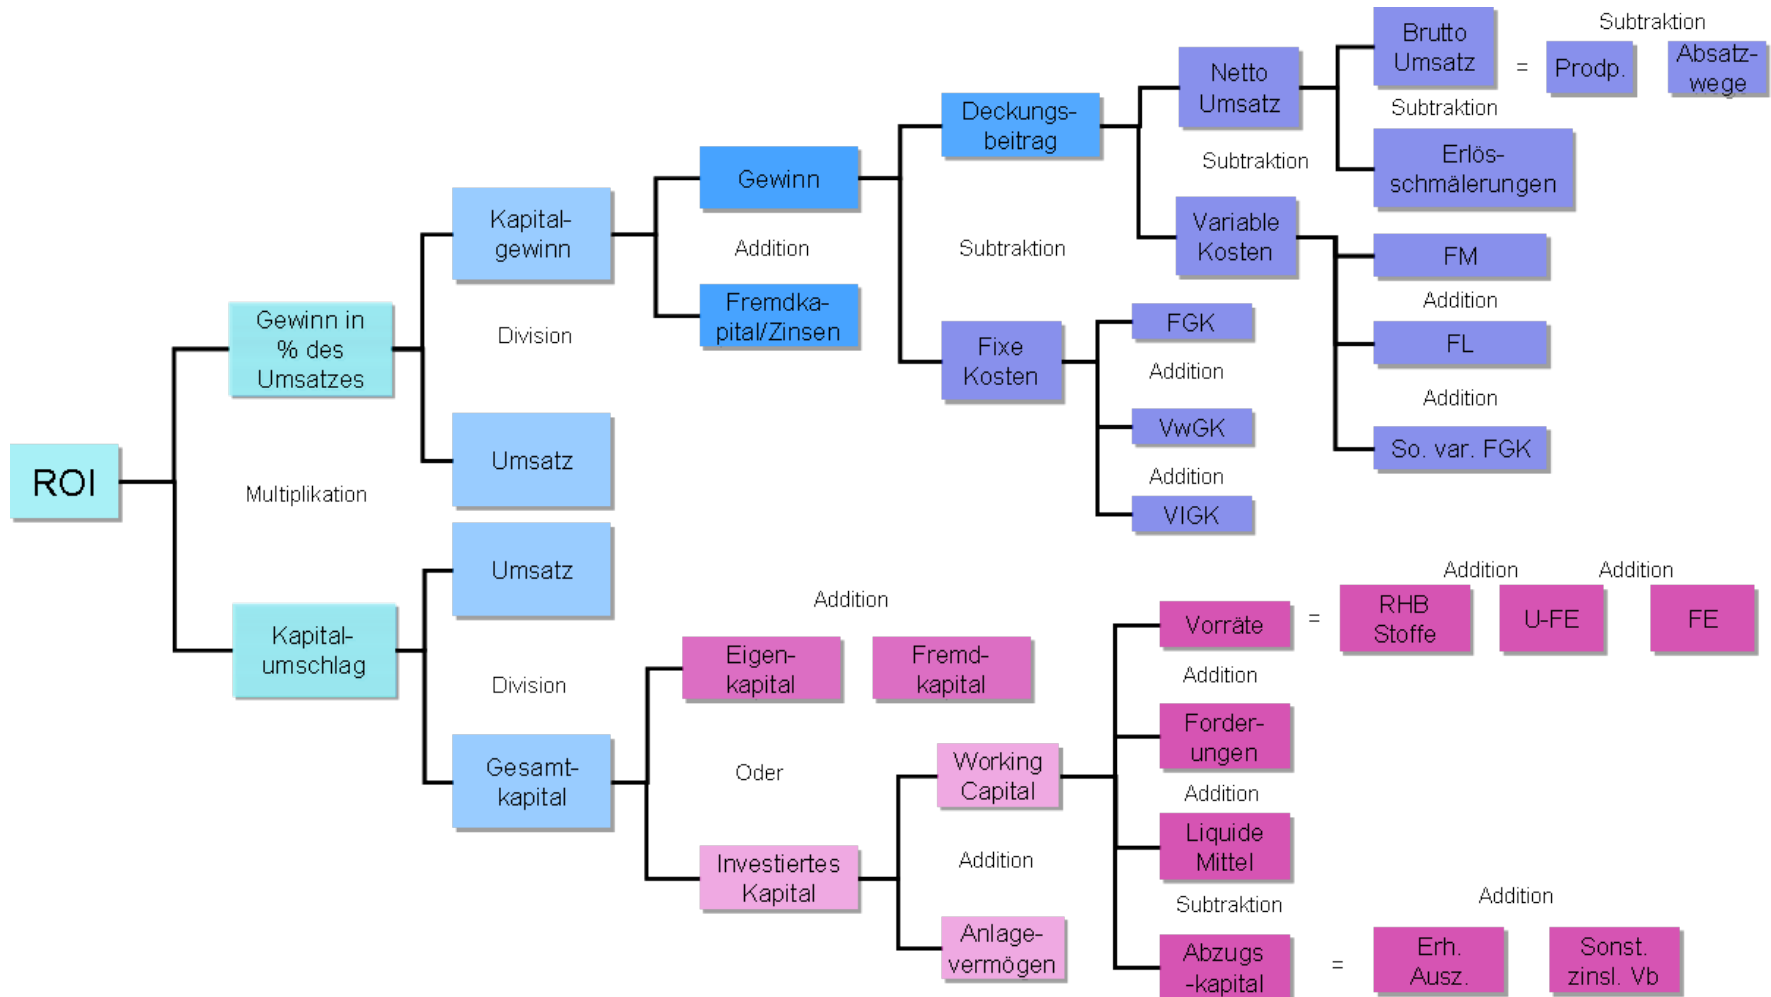 Subtraktion
Brutto
Umsatz
=
Prodp.
Absatz-
wege
Netto
Umsatz
Subtraktion
Deckungs-
beitrag
Subtraktion
Erlös-
schmälerungen
Gewinn
Kapital-
gewinn
Addition
Subtraktion
Variable
Kosten
FM
Addition
Fremdka-
pital/Zinsen
Gewinn in
% des
Umsatzes
Division
Fixe
Kosten
FGK
Addition
FL
Addition
VwGK
Addition
So. var. FGK
Umsatz
ROI
Multiplikation
VIGK
Umsatz
Addition
Addition
Addition
Kapital-
umschlag
Division
Eigen-
kapital
Fremd-
kapital
Vorräte
=
RHB
Stoffe
U-FE
FE
Addition
Forder-
ungen
Gesamt-
kapital
Oder
Working
Capital
Addition
Liquide
Mittel
Investiertes
Kapital
Addition
Subtraktion
Addition
Anlage-
vermögen
Abzugs
-kapital
=
Erh.
Ausz.
Sonst.
zinsl. Vb